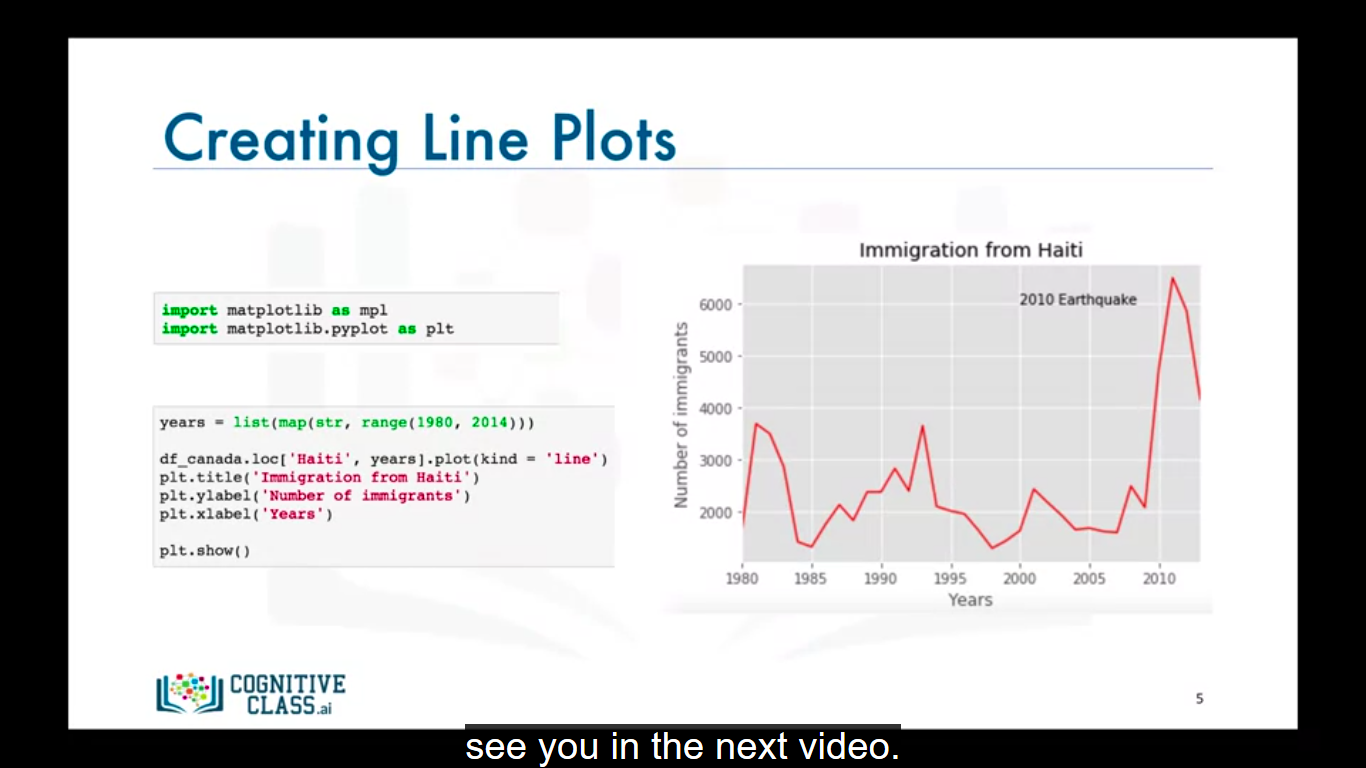 Creating Line Plots
import matplotlib as mpl
import matplotlib.pyplot as plt
years = list(map(str, range(1980, 2014)))
df_canada.loc['Haiti', years].plot(kind = 'line')
plt.title('Immigration from Haiti')
plt.ylabel('Number of immigrants')
plt.xlabel('Years')
plt.show()
Immigration from Haiti
2010 Earthquake
Number of immigrants
6000
5000
4000
3000
2000
1980 1985 1990 1995 2000 2005 2010
Years
COGNITIVE
CLASS.ai
5
see you in the next video.